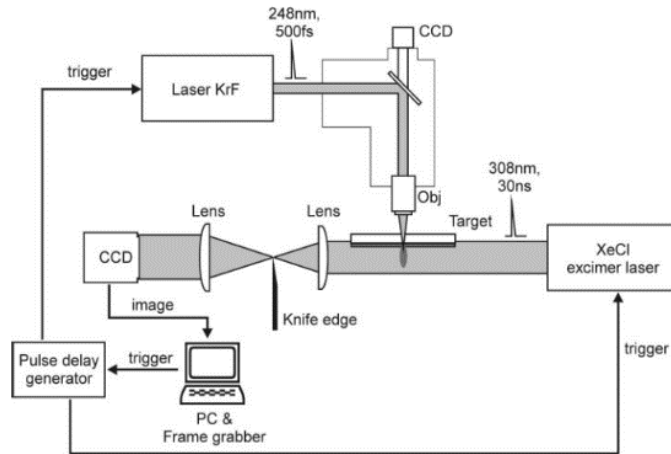 248nm,
500fs
CCD
trigger
Laser KrF
308nm,
30ns
Obj
Lens
Lens
Target
CCD
XeCl
excimer laser
image
Knife edge
Pulse delay
generator
trigger
trigger
PC &
Frame grabber